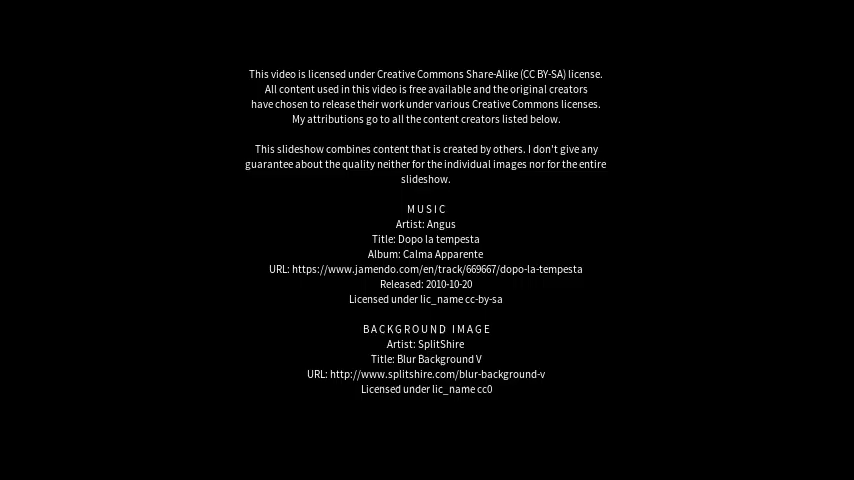 This video is licensed under Creative Commons Share-Alike (CC BY-SA) license.
All content used in this video is free available and the original creators
have chosen to release their work under various Creative Commons licenses.
My attributions go to all the content creators listed below.
This slideshow combines content that is created by others. I don't give any
guarantee about the quality neither for the individual images nor for the entire
slideshow.
MUSIC
Artist: Angus
Title: Dopo la tempesta
Album: Calma Apparente
URL: https://www.jamendo.com/en/track/669667/dopo-la-tempesta
Released: 2010-10-20
Licensed under lic_name cc-by-sa
BACKGROUND IMAGE
Artist: SplitShire
Title: Blur Background V
URL: http://www.splitshire.com/blur-background-v
Licensed under lic_name cc0